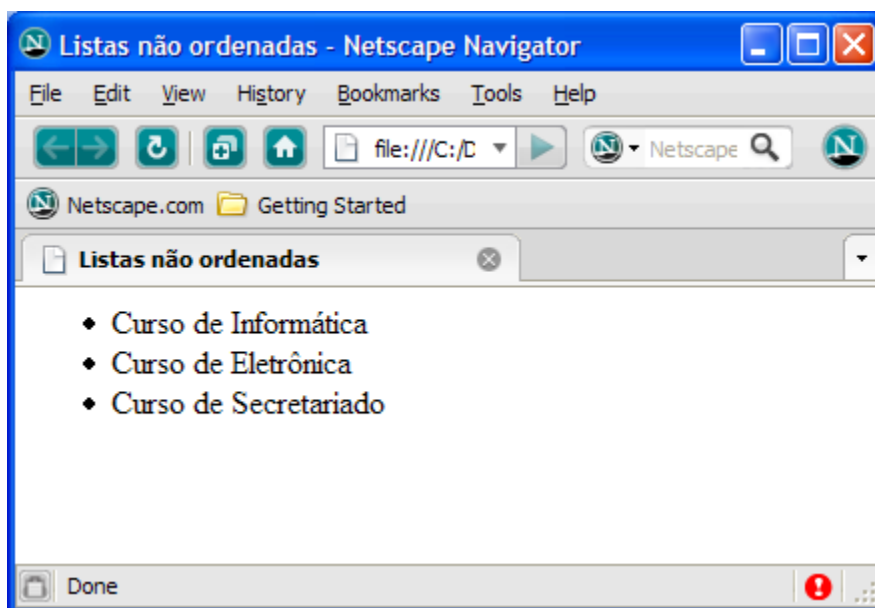 N Listas não ordenadas - Netscape Navigator
File Edit View History Bookmarks Tools Help
file:///C:/D N Netscape N
N Netscape.com Getting Started
Listas não ordenadas
• Curso de Informática
• Curso de Eletrônica
• Curso de Secretariado
Done